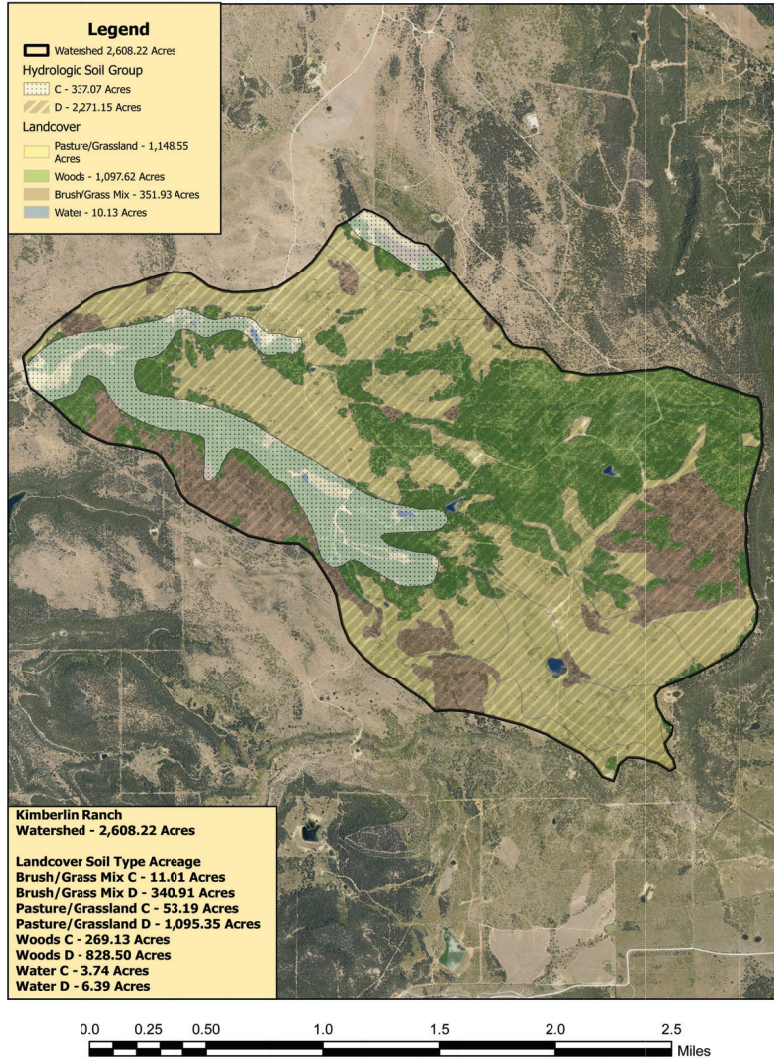 Legend
Watershed 2,608.22 Acres
Hydrologic Soil Group
C - 337.07 Acres
D - 2,271.15 Acres
Landcover
Pasture/Grassland - 1,148.55
Acres
Woods - 1,097.62 Acres
Brush/Grass Mix - 351.93 Acres
Water - 10.13 Acres
Kimberlin Ranch
Watershed - 2,608.22 Acres
Landcover Soil Type Acreage
Brush/Grass Mix C - 11.01 Acres
Brush/Grass Mix D - 340.91 Acres
Pasture/Grassland C - 53.19 Acres
Pasture/Grassland D - 1,095.35 Acres
Woods C - 269.13 Acres
Woods D - 828.50 Acres
Water C - 3.74 Acres
Water D - 6.39 Acres
0.0 0.25 0.50 1.0 1.5 2.0 2.5
Miles